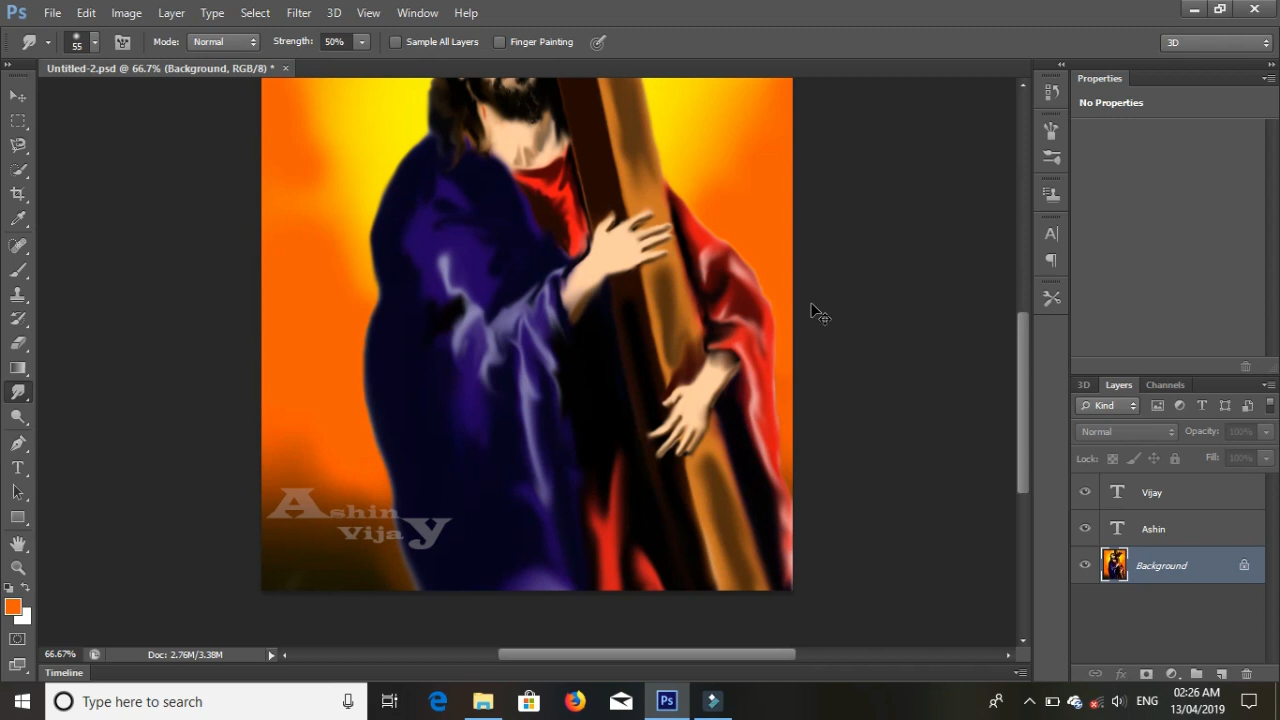 Ps File Edit Image Layer Type Select Filter 3D View Window Help
55 Mode: Normal Strength: 50% Sample All Layers Finger Painting 3D
Untitled-2.psd @ 66.7% (Background, RGB/8) * ×
Properties
No Properties
3D Layers Channels
Kind
Normal Opacity: 100%
Lock: Fill: 100%
Vijay
Ashin
Background
Ashin
VijaY
66.67% Doc: 2.76M/3.38M
Timeline
Type here to search
Ps
ENG
02:26 AM
13/04/2019